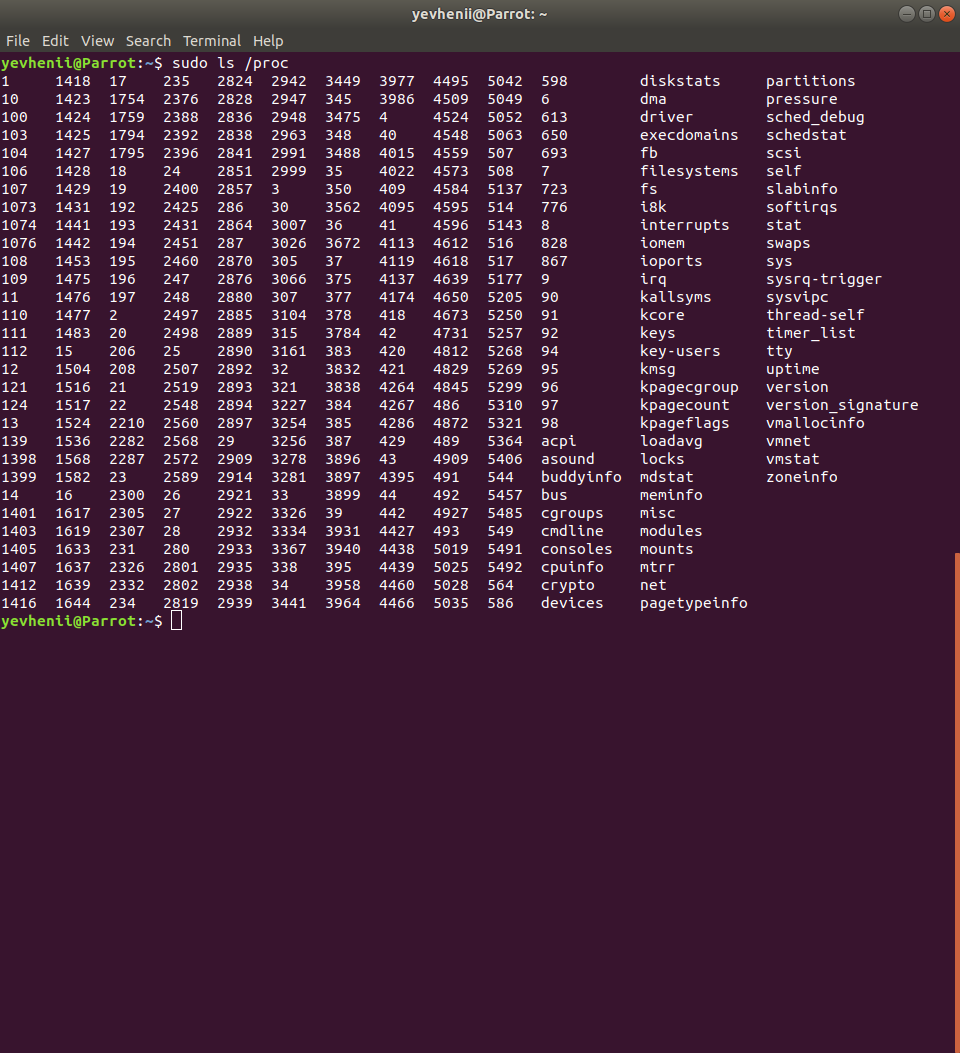 yevhenii@Parrot: ~
File Edit View Search Terminal Help
yevhenii@Parrot:~$ sudo ls /proc
1 1418 17 235 2824 2942 3449 3977 4495 5042 598 diskstats partitions
10 1423 1754 2376 2828 2947 345 3986 4509 5049 6 dma pressure
100 1424 1759 2388 2836 2948 3475 4 4524 5052 613 driver sched_debug
103 1425 1794 2392 2838 2963 348 40 4548 5063 650 execdomains schedstat
104 1427 1795 2396 2841 2991 3488 4015 4559 507 693 fb scsi
106 1428 18 24 2851 2999 35 4022 4573 508 7 filesystems self
107 1429 19 2400 2857 3 350 409 4584 5137 723 fs slabinfo
1073 1431 192 2425 286 30 3562 4095 4595 514 776 i8k softirqs
1074 1441 193 2431 2864 3007 36 41 4596 5143 8 interrupts stat
1076 1442 194 2451 287 3026 3672 4113 4612 516 828 iomem swaps
108 1453 195 2460 2870 305 37 4119 4618 517 867 ioports sys
109 1475 196 247 2876 3066 375 4137 4639 5177 9 irq sysrq-trigger
11 1476 197 248 2880 307 377 4174 4650 5205 90 kallsyms sysvipc
110 1477 2 2497 2885 3104 378 418 4673 5250 91 kcore thread-self
111 1483 20 2498 2889 315 3784 42 4731 5257 92 keys timer_list
112 15 206 25 2890 3161 383 420 4812 5268 94 key-users tty
12 1504 208 2507 2892 32 3832 421 4829 5269 95 kmsg uptime
121 1516 21 2519 2893 321 3838 4264 4845 5299 96 kpagecgroup version
124 1517 22 2548 2894 3227 384 4267 486 5310 97 kpagecount version_signature
13 1524 2210 2560 2897 3254 385 4286 4872 5321 98 kpageflags vmallocinfo
139 1536 2282 2568 29 3256 387 429 489 5364 acpi loadavg vmnet
1398 1568 2287 2572 2909 3278 3896 43 4909 5406 asound locks vmstat
1399 1582 23 2589 2914 3281 3897 4395 491 544 buddyinfo mdstat zoneinfo
14 16 2300 26 2921 33 3899 44 492 5457 bus meminfo
1401 1617 2305 27 2922 3326 39 442 4927 5485 cgroups misc
1403 1619 2307 28 2932 3334 3931 4427 493 549 cmdline modules
1405 1633 231 280 2933 3367 3940 4438 5019 5491 consoles mounts
1407 1637 2326 2801 2935 338 395 4439 5025 5492 cpuinfo mtrr
1412 1639 2332 2802 2938 34 3958 4460 5028 564 crypto net
1416 1644 234 2819 2939 3441 3964 4466 5035 586 devices pagetypeinfo
yevhenii@Parrot:~$